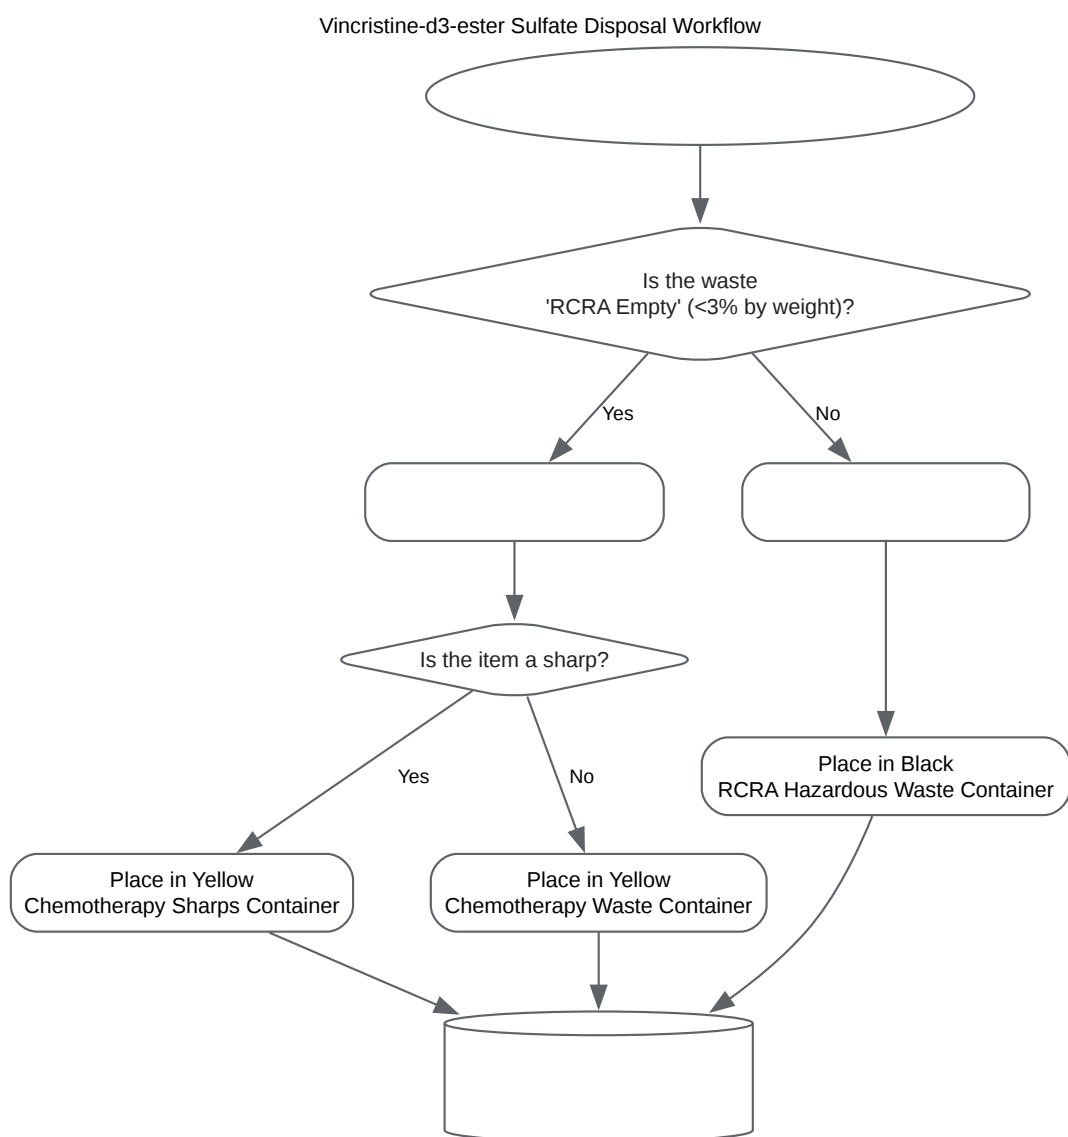 Vincristine-d3-ester Sulfate Disposal Workflow
Is the waste
'RCRA Empty' (<3% by weight)?
Yes
No
Is the item a sharp?
Yes
No
Place in Black
RCRA Hazardous Waste Container
Place in Yellow
Chemotherapy Sharps Container
Place in Yellow
Chemotherapy Waste Container